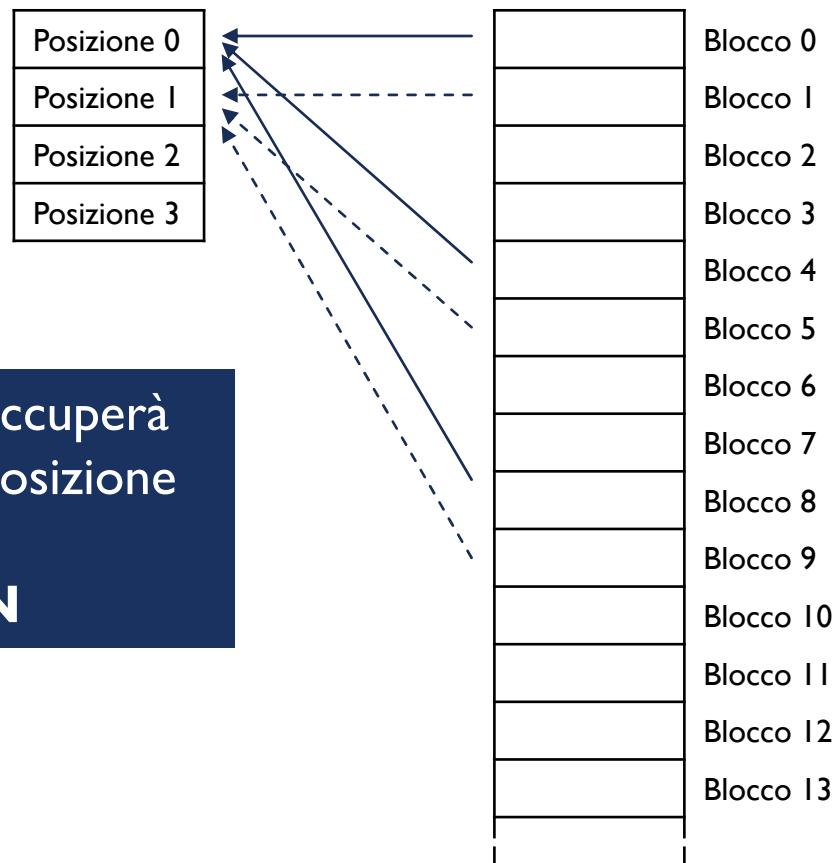 Posizione 0
Posizione 1
Posizione 2
Posizione 3
ccuperà
osizione
N
Blocco 0
Blocco 1
Blocco 2
Blocco 3
Blocco 4
Blocco 5
Blocco 6
Blocco 7
Blocco 8
Blocco 9
Blocco 10
Blocco 11
Blocco 12
Blocco 13